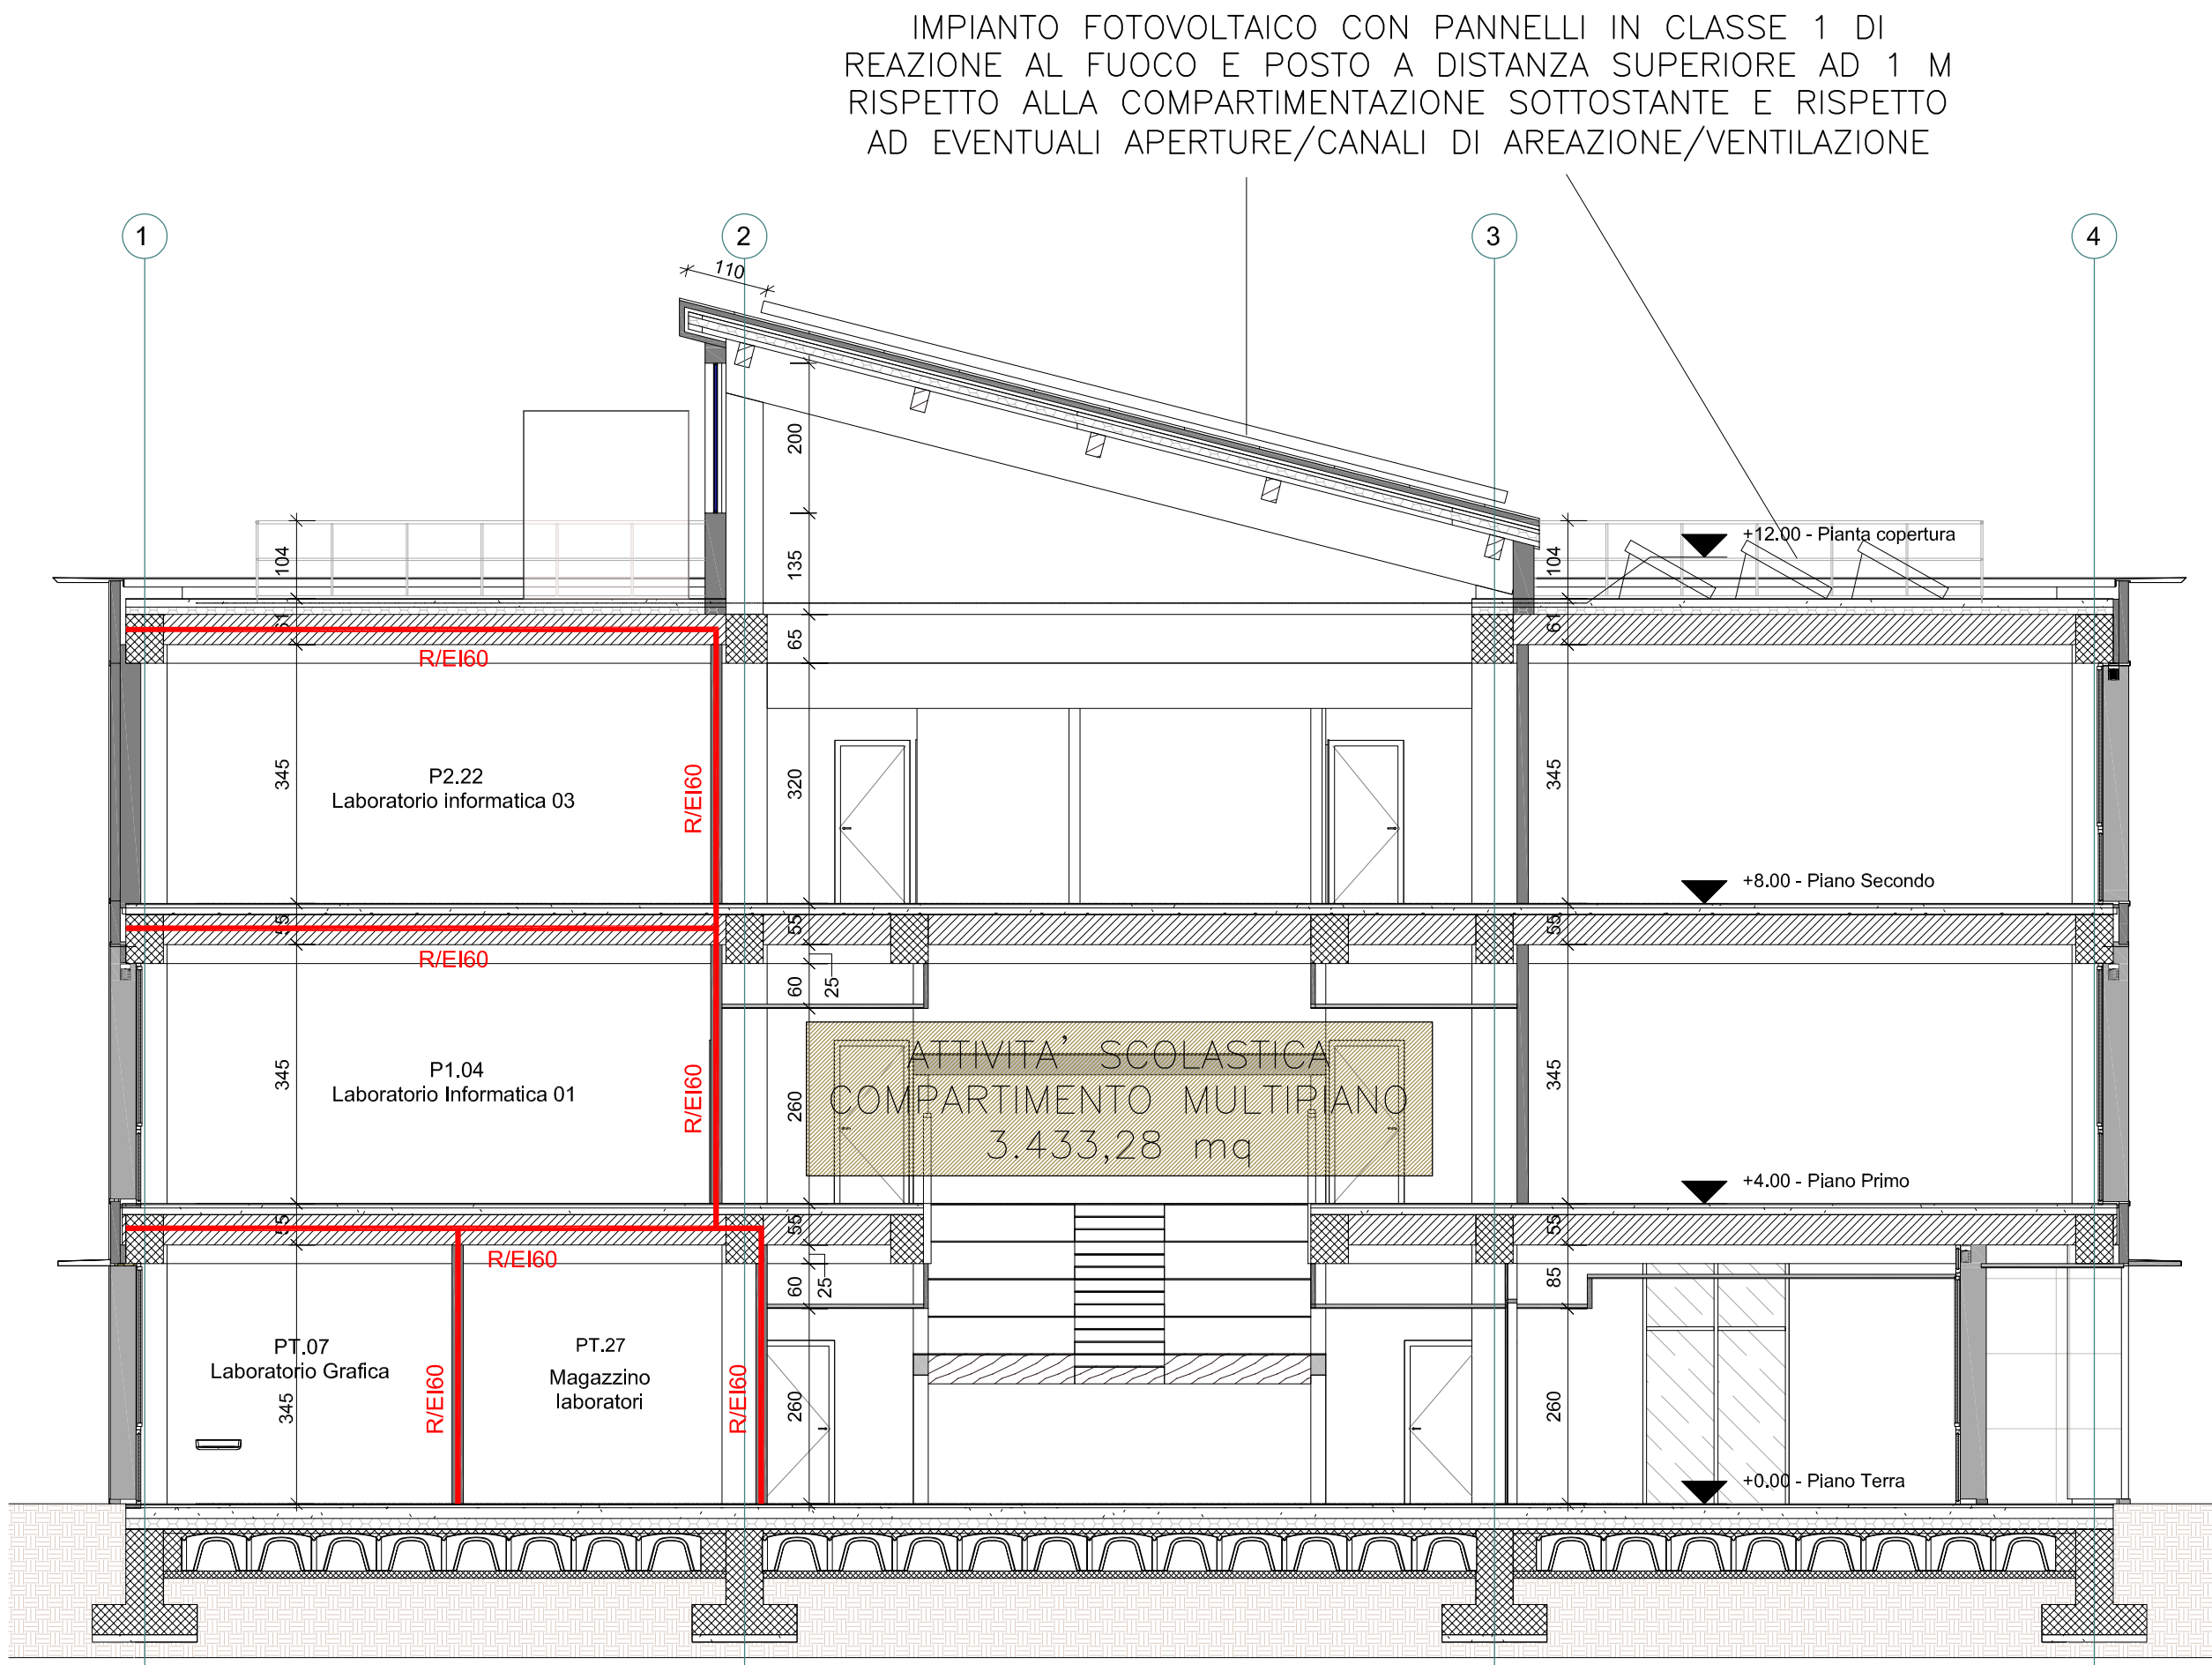 IMPIANTO FOTOVOLTAICO CON PANNELLI IN CLASSE 1 DI
REAZIONE AL FUOCO E POSTO A DISTANZA SUPERIORE AD 1 M
RISPETTO ALLA COMPARTIMENTAZIONE SOTTOSTANTE E RISPETTO
AD EVENTUALI APERTURE/CANALI DI AREAZIONE/VENTILAZIONE
1
2
3
4
110
200
135
104
104
+12.00 - Pianta copertura
61
65
61
R/EI60
345
P2.22
Laboratorio informatica 03
R/EI60
320
345
+8.00 - Piano Secondo
55
55
55
R/EI60
60
25
345
P1.04
Laboratorio Informatica 01
R/EI60
260
ATTIVITA' SCOLASTICA
COMPARTIMENTO MULTIPIANO
3.433,28 mq
345
+4.00 - Piano Primo
55
55
55
R/EI60
60
25
85
PT.07
Laboratorio Grafica
345
R/EI60
PT.27
Magazzino
laboratori
R/EI60
260
260
+0.00 - Piano Terra